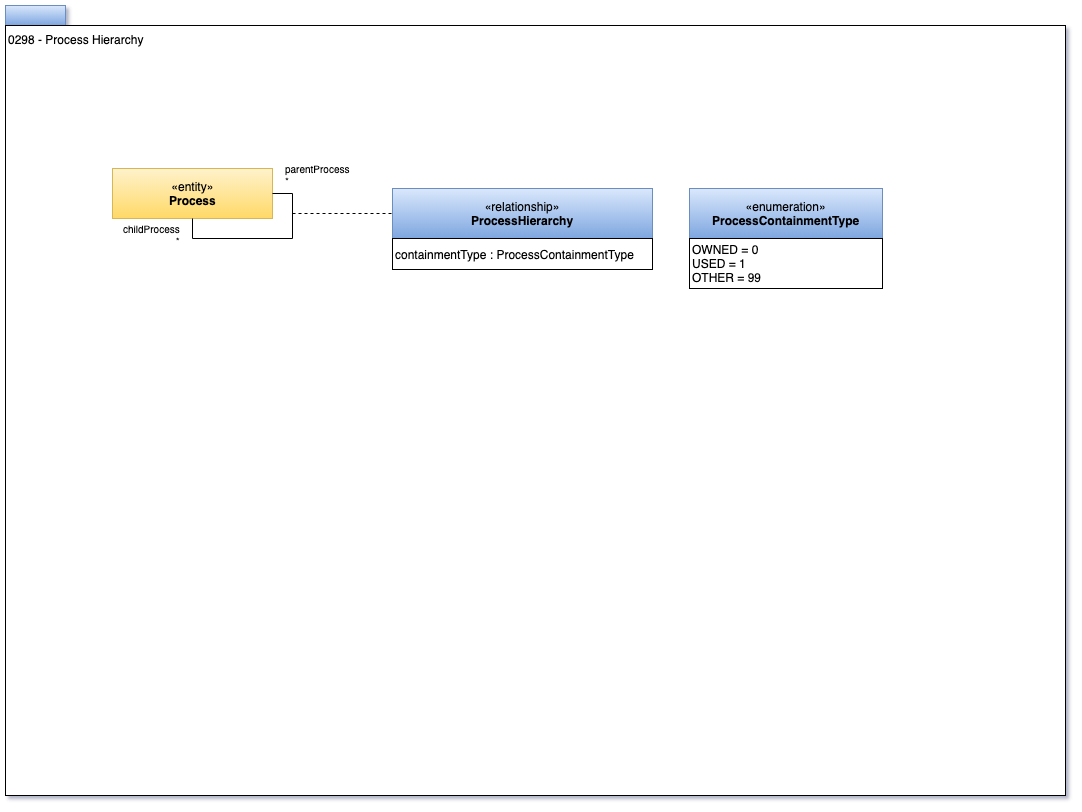 0298 - Process Hierarchy
parentProcess
*
«entity»
Process
childProcess
*
«relationship»
ProcessHierarchy
containmentType : ProcessContainmentType
«enumeration»
ProcessContainmentType
OWNED = 0
USED = 1
OTHER = 99